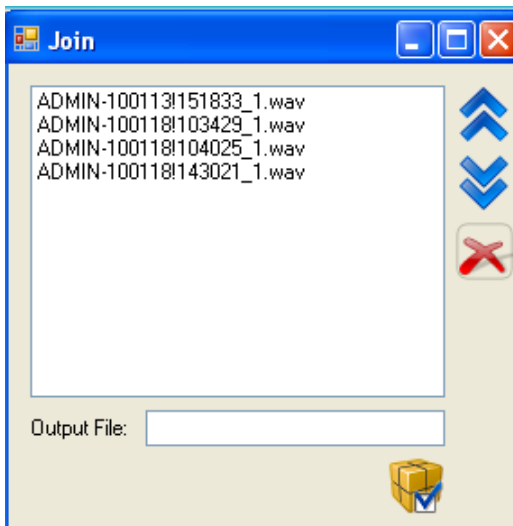 Join
ADMIN-100113!151833_1.wav
ADMIN-100118!103429_1.wav
ADMIN-100118!104025_1.wav
ADMIN-100118!143021_1.wav
Output File: